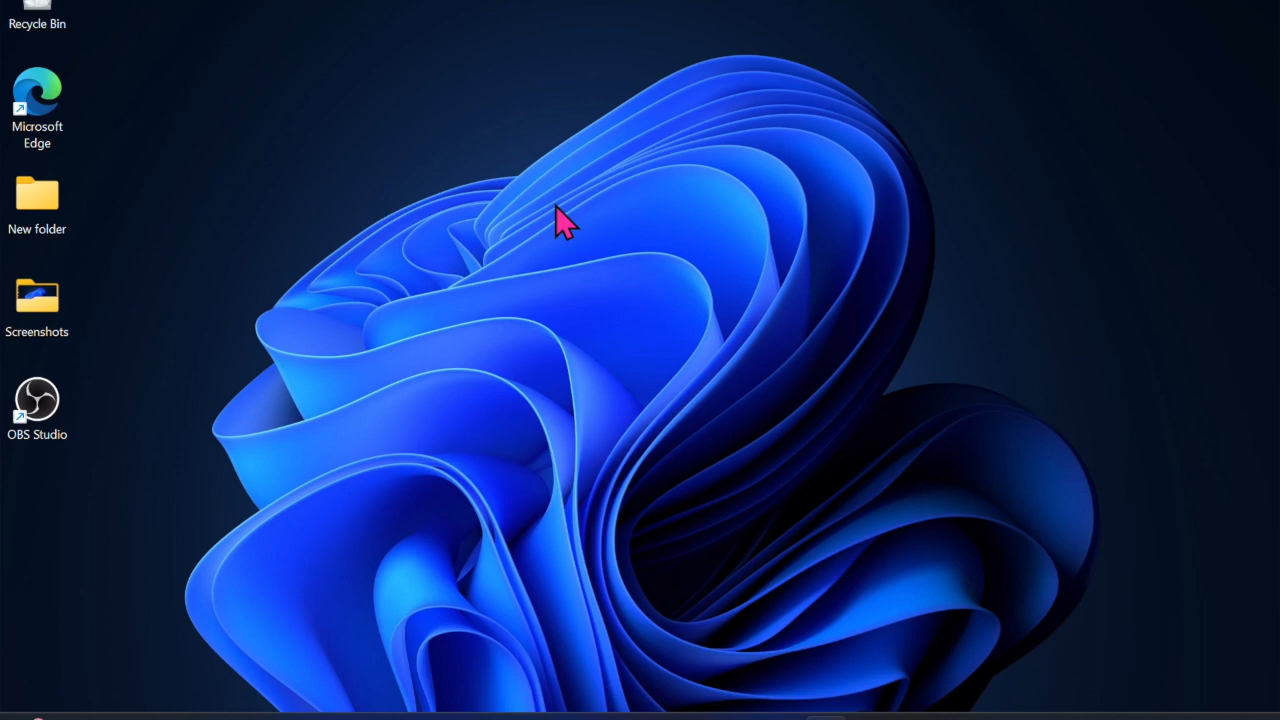 Recycle Bin
Microsoft
Edge
New folder
Screenshots
OBS Studio